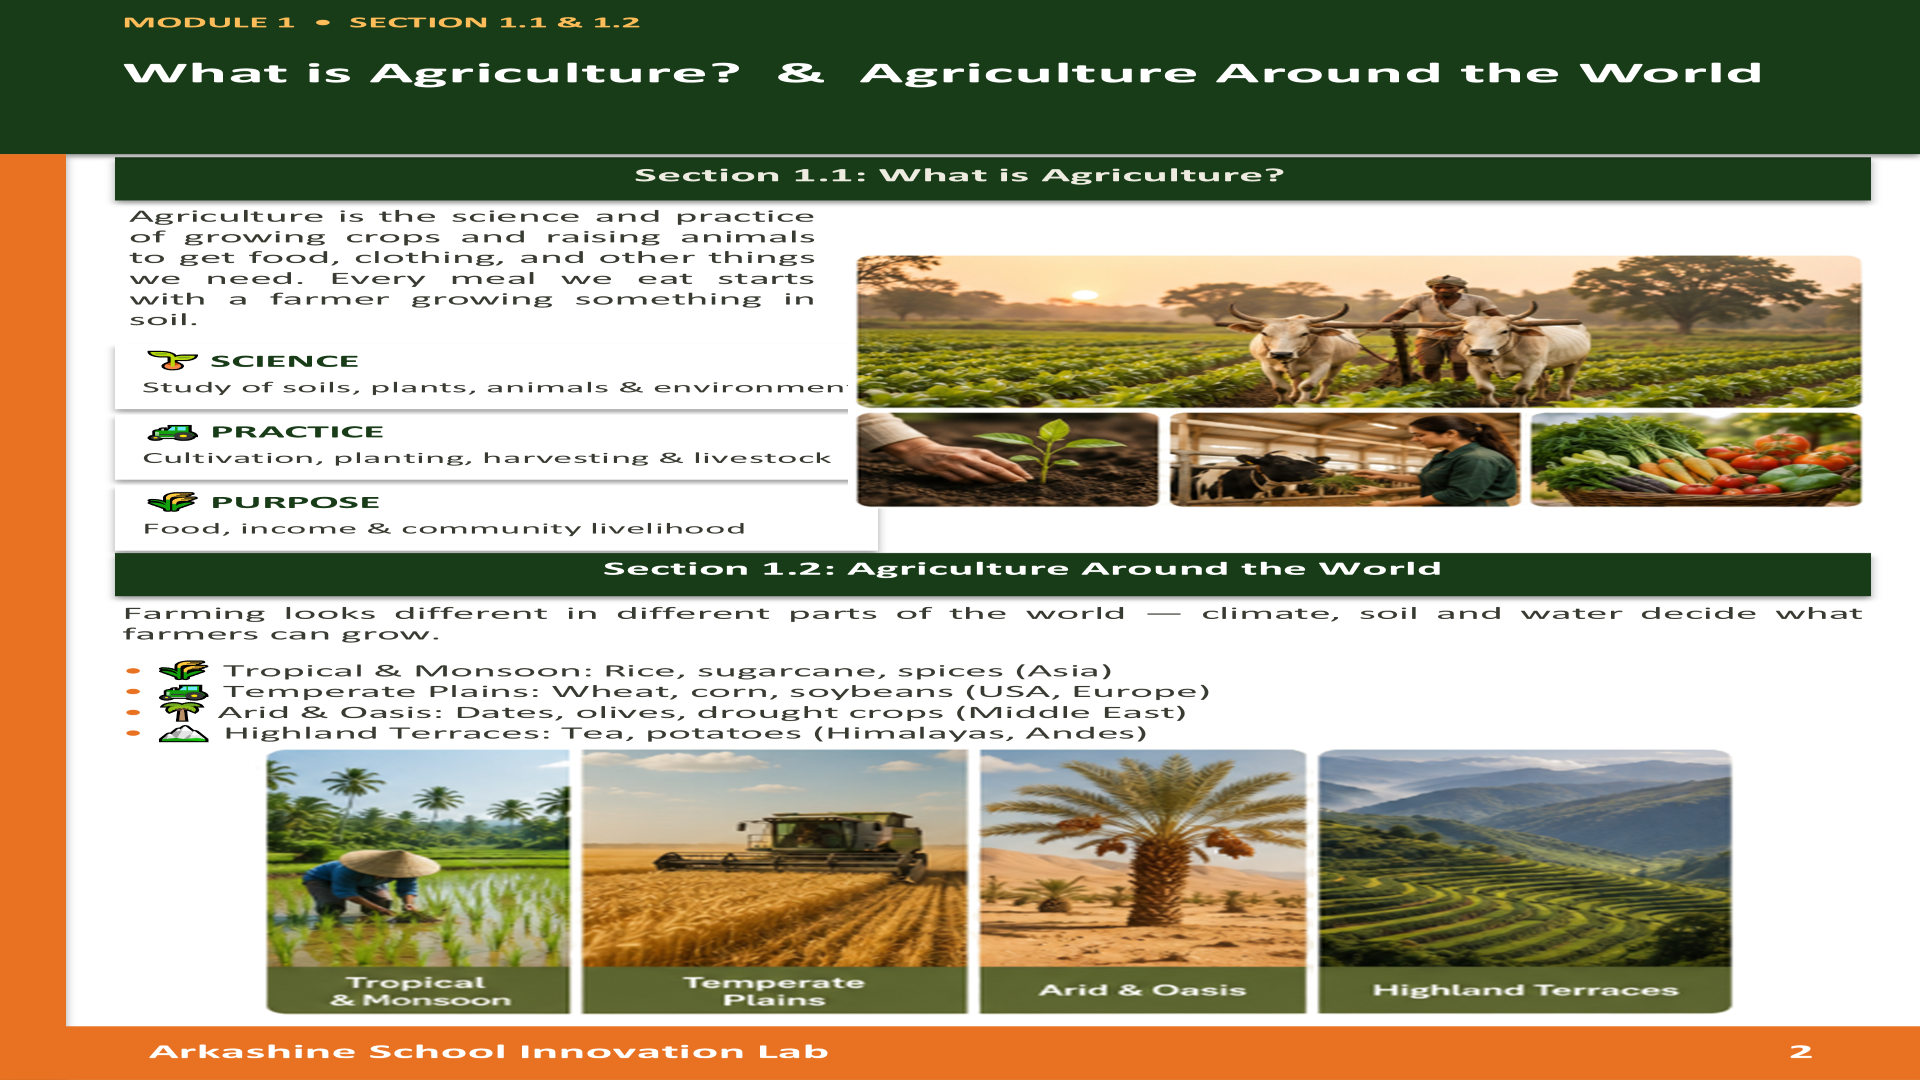 MODULE 1 • SECTION 1.1 & 1.2
What is Agriculture? & Agriculture Around the World
Section 1.1: What is Agriculture?
Agriculture is the science and practice
of growing crops and raising animals
to get food, clothing, and other things
we need. Every meal we eat starts
with a farmer growing something in
soil.
SCIENCE
Study of soils, plants, animals & environment
PRACTICE
Cultivation, planting, harvesting & livestock
PURPOSE
Food, income & community livelihood
Section 1.2: Agriculture Around the World
Farming looks different in different parts of the world — climate, soil and water decide what
farmers can grow.
• Tropical & Monsoon: Rice, sugarcane, spices (Asia)
• Temperate Plains: Wheat, corn, soybeans (USA, Europe)
• Arid & Oasis: Dates, olives, drought crops (Middle East)
• Highland Terraces: Tea, potatoes (Himalayas, Andes)
Tropical
& Monsoon
Temperate
Plains
Arid & Oasis
Highland Terraces
Arkashine School Innovation Lab
2